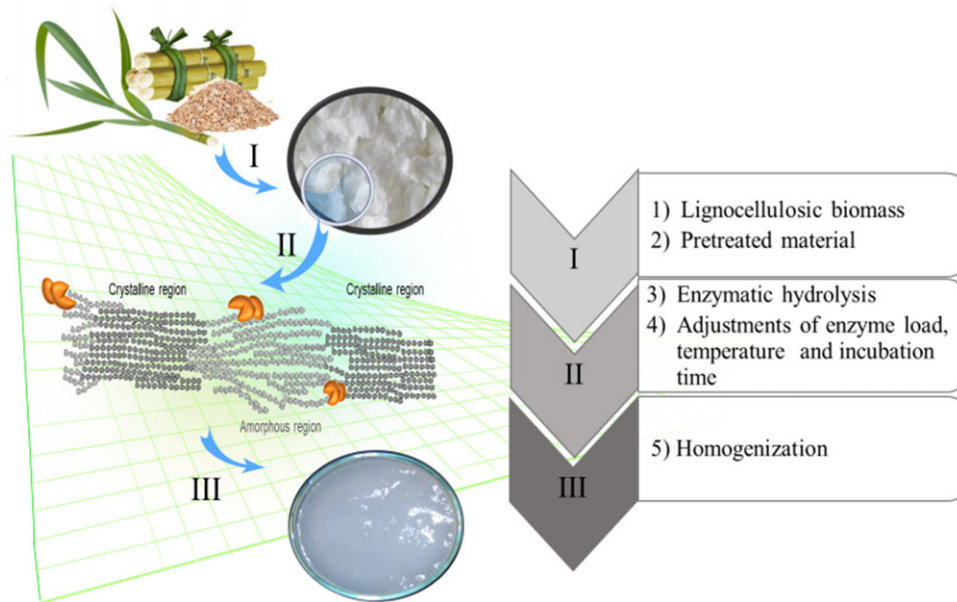 I
II
Crystalline region
Crystalline region
Amorphous region
III
I
1) Lignocellulosic biomass
2) Pretreated material
II
3) Enzymatic hydrolysis
4) Adjustments of enzyme load,
temperature and incubation
time
III
5) Homogenization